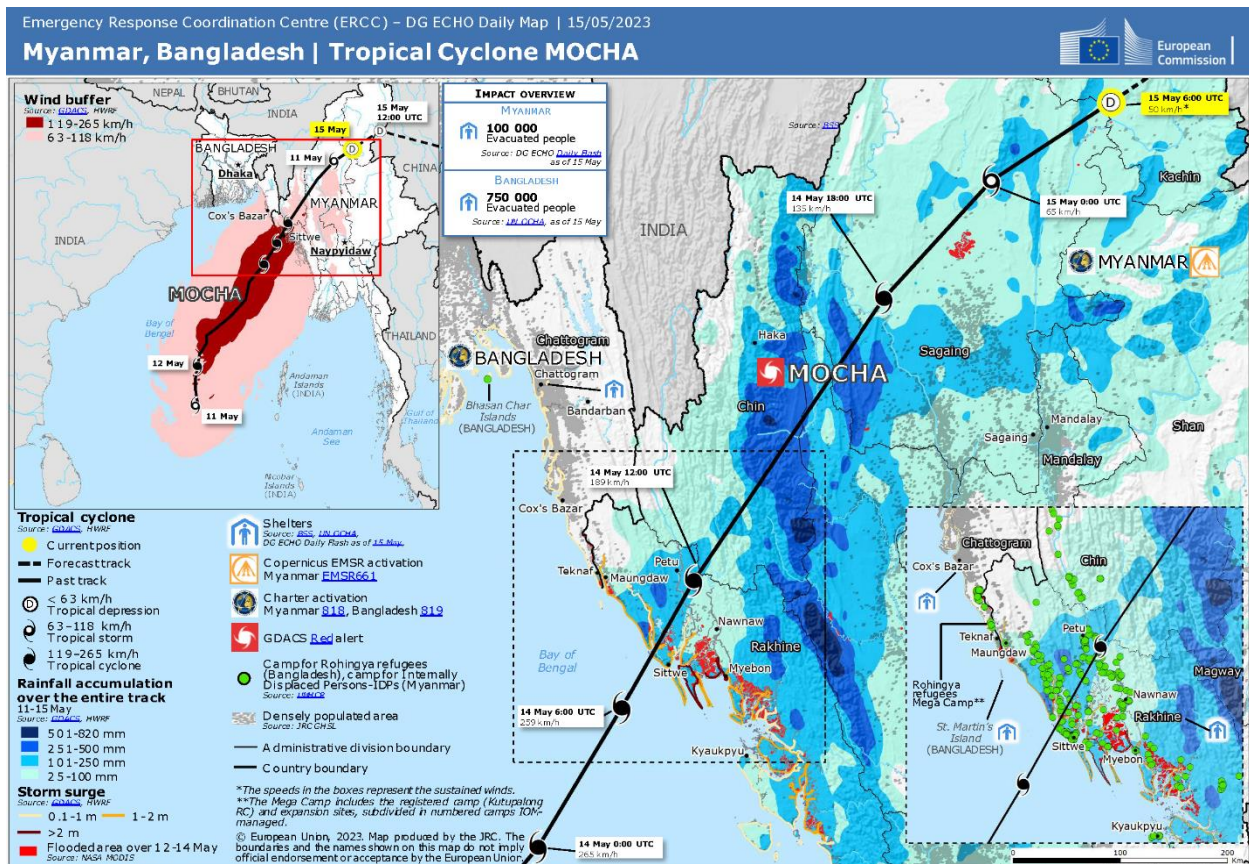 Emergency Response Coordination Centre (ERCC) – DG ECHO Daily Map | 15/05/2023
Myanmar, Bangladesh | Tropical Cyclone MOCHA
European
Commission
Wind buffer
Source: GDACS, HWRF
119-265 km/h
63-118 km/h
NEPAL
BHUTAN
INDIA
15 May
12:00 UTC
15 May
D
D
BANGLADESH
11 May
CHINA
Dhaka
Cox's Bazar
MYANMAR
INDIA
Sittwe
Naypyidaw
MOCHA
Bay of
Bengal
THAILAND
12 May
Andaman
Islands
(INDIA)
11 May
Andaman
Sea
Gulf of
Thailand
Nicobar
Islands
(INDIA)
IMPACT OVERVIEW
MYANMAR
100 000
Evacuated people
Source: DG ECHO Daily Flash
as of 15 May
BANGLADESH
750 000
Evacuated people
Source: UN OCHA, as of 15 May
Source: BSS
D
15 May 6:00 UTC
50 km/h*
Kachin
INDIA
14 May 18:00 UTC
135 km/h
15 May 0:00 UTC
65 km/h
MYANMAR
Haka
Chattogram
Sagaing
BANGLADESH
Chattogram
MOCHA
Bhasan Char
Islands
(BANGLADESH)
Bandarban
Chin
Mandalay
Shan
Sagaing
Mandalay
14 May 12:00 UTC
189 km/h
Cox's Bazar
Petu
Teknaf
Maungdaw
Nawnaw
Bay of
Bengal
Rakhine
Sittwe
Myebon
14 May 6:00 UTC
259 km/h
Kyaukpyu
14 May 0:00 UTC
265 km/h
Chattogram
Chin
Cox's Bazar
Petu
Teknaf
Maungdaw
Magway
Rohingya
refugees
Mega Camp**
Nawnaw
Rakhine
St. Martin's
Island
(BANGLADESH)
Sittwe
Myebon
Kyaukpyu
0
100
200
Km
Tropical cyclone
Source: GDACS, HWRF
Current position
Forecast track
Past track
D
< 63 km/h
Tropical depression
63–118 km/h
Tropical storm
119–265 km/h
Tropical cyclone
Rainfall accumulation
over the entire track
11-15 May
Source: GDACS, HWRF
501-820 mm
251-500 mm
101-250 mm
25-100 mm
Storm surge
Source: GDACS, HWRF
0.1-1 m
1-2 m
>2 m
Flooded area over 12-14 May
Source: NASA MODIS
Shelters
Source: BSS, UN OCHA,
DG ECHO Daily Flash as of 15 May.
Copernicus EMSR activation
Myanmar EMSR661
Charter activation
Myanmar 818, Bangladesh 819
GDACS Red alert
Camp for Rohingya refugees
(Bangladesh), camp for Internally
Displaced Persons-IDPs (Myanmar)
Source: UNHCR
Densely populated area
Source: JRC GHSL
Administrative division boundary
Country boundary
*The speeds in the boxes represent the sustained winds.
**The Mega Camp includes the registered camp (Kutupalong
RC) and expansion sites, subdivided in numbered camps IOM-
managed.
© European Union, 2023. Map produced by the JRC. The
boundaries and the names shown on this map do not imply
official endorsement or acceptance by the European Union.